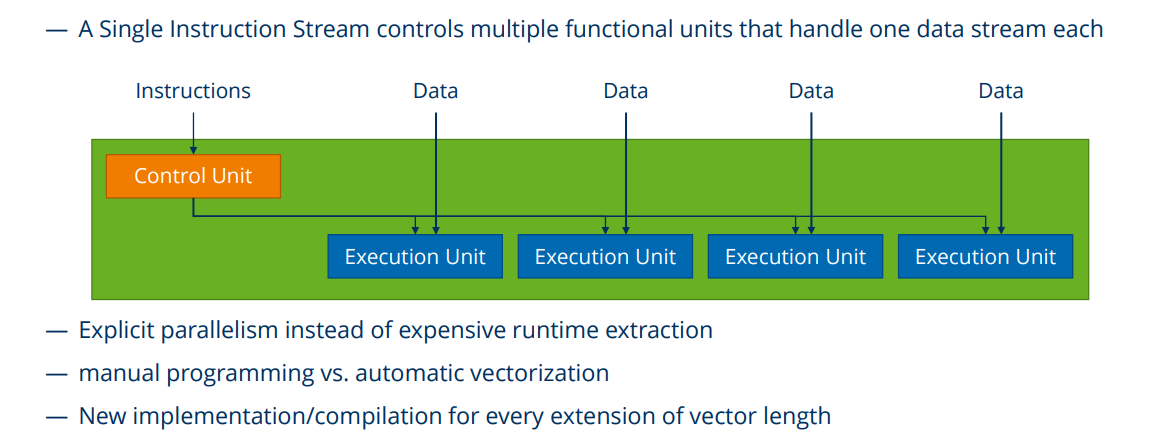 — A Single Instruction Stream controls multiple functional units that handle one data stream each
Instructions Data Data Data Data
Control Unit
Execution Unit Execution Unit Execution Unit Execution Unit
— Explicit parallelism instead of expensive runtime extraction
— manual programming vs. automatic vectorization
— New implementation/compilation for every extension of vector length